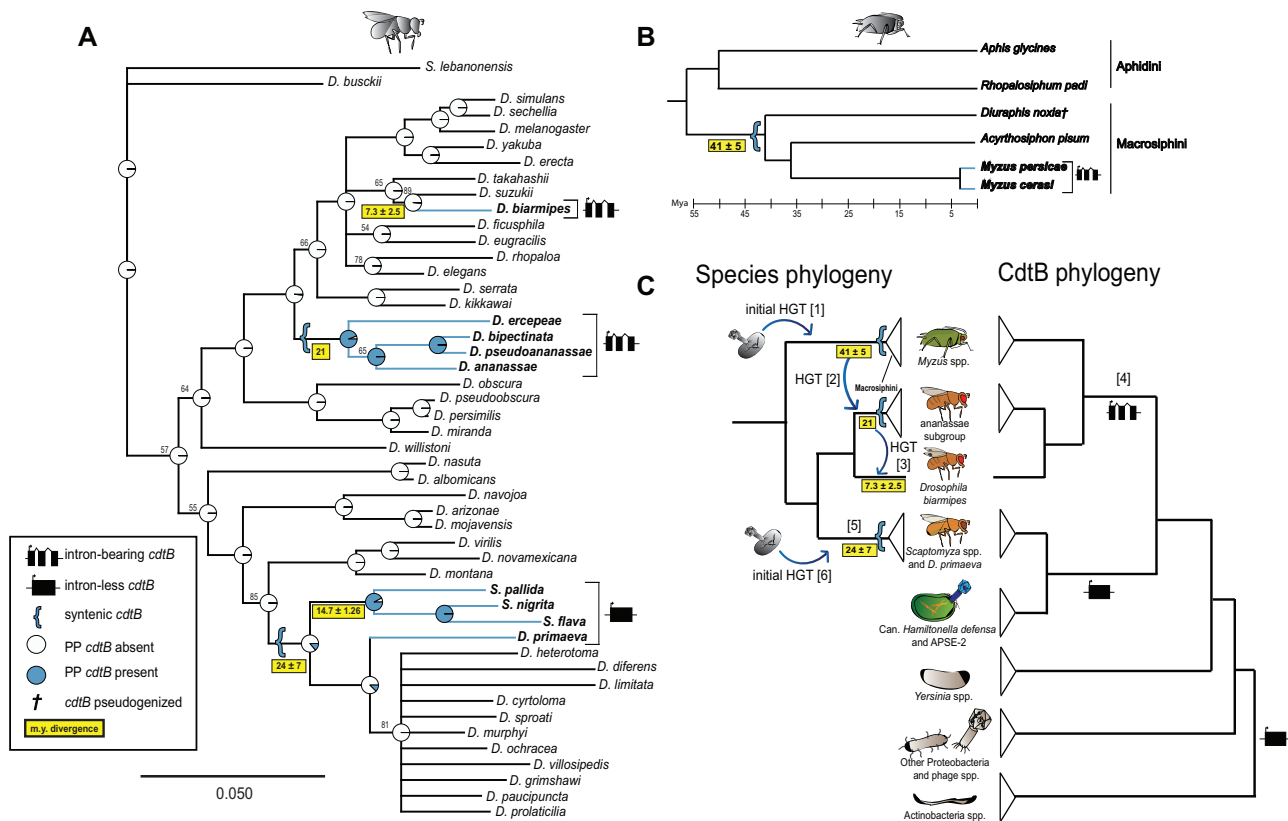 A
S. lebanonensis
D. busckii
D. simulans
D. sechellia
D. melanogaster
D. yakuba
D. erecta
65
D. takahashii
89
D. suzukii
7.3 ± 2.5
D. biarmipes
54
D. ficusphila
D. eugracilis
66
78
D. rhopaloa
D. elegans
D. serrata
D. kikkawai
D. ercepeae
21
D. bipectinata
65
D. pseudoananassae
D. ananassae
D. obscura
64
D. pseudoobscura
D. persimilis
D. miranda
57
D. willistoni
D. nasuta
D. albomicans
55
D. navojoa
D. arizonae
D. mojavensis
D. virilis
D. novamexicana
85
D. montana
S. pallida
14.7 ± 1.26
S. nigrita
S. flava
D. primaeva
24 ± 7
D. heterotoma
D. diferens
D. limitata
D. cyrtoloma
D. sproati
81
D. murphyi
D. ochracea
D. villosipedis
D. grimshawi
D. paucipuncta
D. prolaticilia
intron-bearing cdtB
intron-less cdtB
syntenic cdtB
PP cdtB absent
PP cdtB present
† cdtB pseudogenized
m.y. divergence
0.050
B
Aphis glycines
Rhopalosiphum padi
Aphidini
Diuraphis noxia†
41 ± 5
Acyrthosiphon pisum
Macrosiphini
Myzus persicae
Myzus cerasi
Mya
55 45 35 25 15 5 0
C
Species phylogeny
CdtB phylogeny
initial HGT [1]
41 ± 5
Myzus spp.
HGT [2]
Macrosiphini
[4]
21
ananassae
subgroup
HGT
[3]
7.3 ± 2.5
Drosophila
biarmipes
[5]
24 ± 7
initial HGT [6]
Scaptomyza spp.
and D. primaeva
Can. Hamiltonella defensa
and APSE-2
Yersinia spp.
Other Proteobacteria
and phage spp.
Actinobacteria spp.